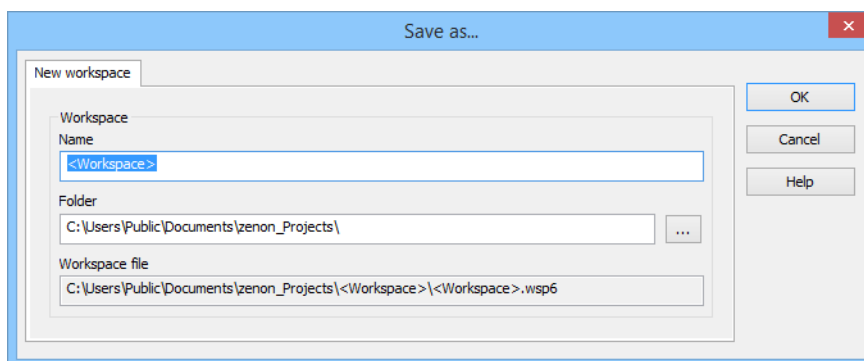 Save as...
New workspace
Workspace
Name
<Workspace>
Folder
C:\Users\Public\Documents\zenon_Projects\
...
Workspace file
C:\Users\Public\Documents\zenon_Projects\<Workspace>\<Workspace>.wsp6
OK
Cancel
Help